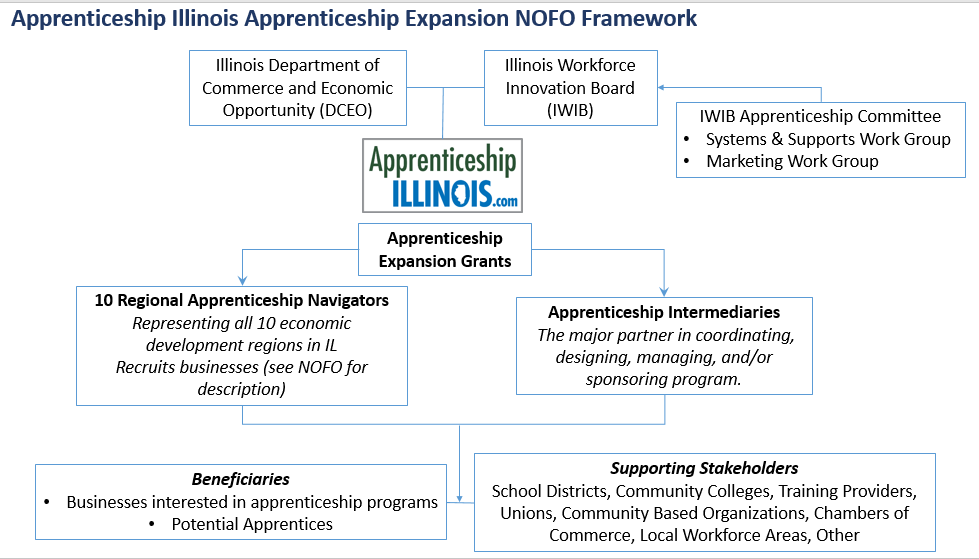 Apprenticeship Illinois Apprenticeship Expansion NOFO Framework
Illinois Department of
Commerce and Economic
Opportunity (DCEO)
Illinois Workforce
Innovation Board
(IWIB)
IWIB Apprenticeship Committee
• Systems & Supports Work Group
• Marketing Work Group
Apprenticeship
ILLINOIS.com
Apprenticeship
Expansion Grants
10 Regional Apprenticeship Navigators
Representing all 10 economic
development regions in IL
Recruits businesses (see NOFO for
description)
Apprenticeship Intermediaries
The major partner in coordinating,
designing, managing, and/or
sponsoring program.
Beneficiaries
• Businesses interested in apprenticeship programs
• Potential Apprentices
Supporting Stakeholders
School Districts, Community Colleges, Training Providers,
Unions, Community Based Organizations, Chambers of
Commerce, Local Workforce Areas, Other